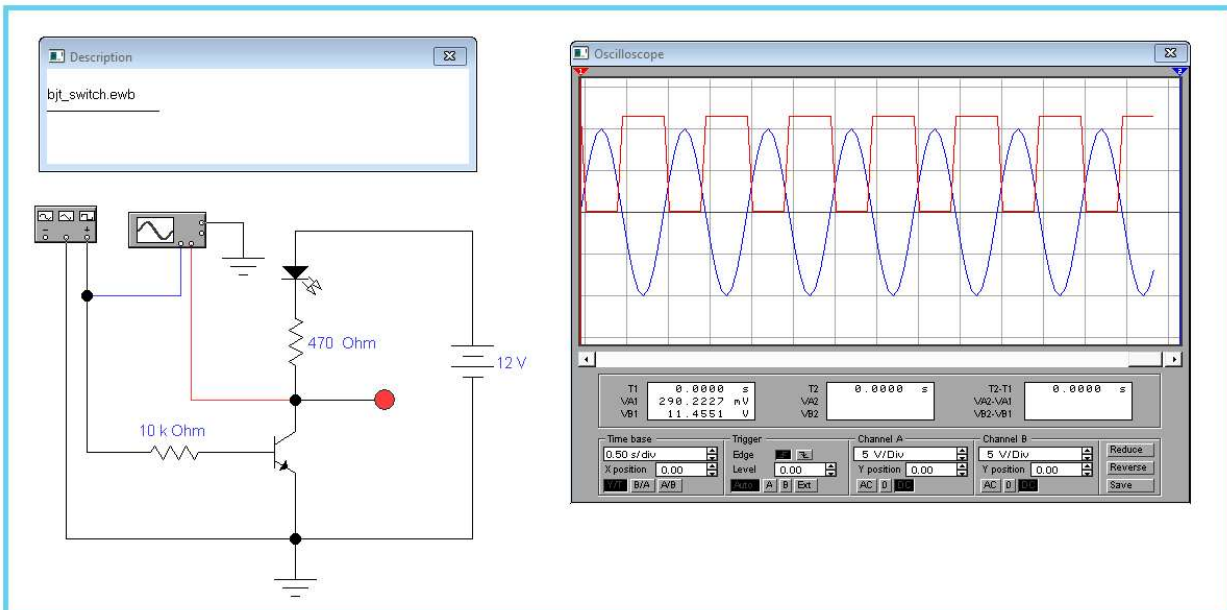 Description
bjt_switch.ewb
470 Ohm
12 V
10 k Ohm
Oscilloscope
1
2
T1 0.0000 s
VA1 290.2227 mV
VB1 11.4551 V
T2 0.0000 s
VA2
VB2
T2-T1 0.0000 s
VA2-VA1
VB2-VB1
Time base
0.50 s/div
X position 0.00
Y/T B/A A/B
Trigger
Edge
Level 0.00
Auto A B Ext
Channel A
5 V/Div
Y position 0.00
AC 0 DC
Channel B
5 V/Div
Y position 0.00
AC 0 DC
Reduce
Reverse
Save